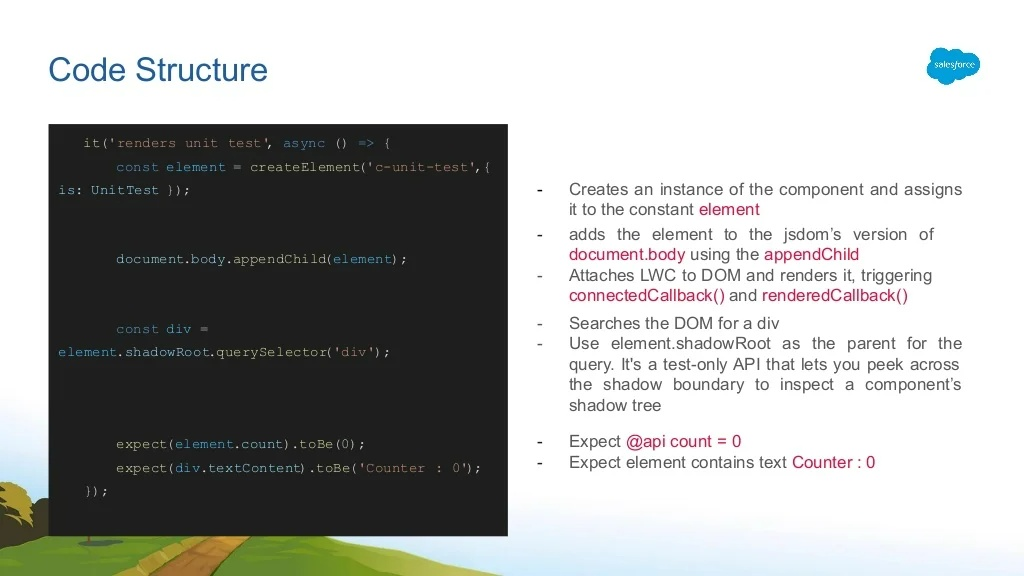 Code Structure
salesforce
it('renders unit test', async () => {
const element = createElement('c-unit-test',{
is: UnitTest });
document.body.appendChild(element);
const div =
element.shadowRoot.querySelector('div');
expect(element.count).toBe(0);
expect(div.textContent).toBe('Counter : 0');
});
- Creates an instance of the component and assigns
it to the constant element
- adds the element to the jsdom’s version of
document.body using the appendChild
- Attaches LWC to DOM and renders it, triggering
connectedCallback() and renderedCallback()
- Searches the DOM for a div
- Use element.shadowRoot as the parent for the
query. It's a test-only API that lets you peek across
the shadow boundary to inspect a component’s
shadow tree
- Expect @api count = 0
- Expect element contains text Counter : 0